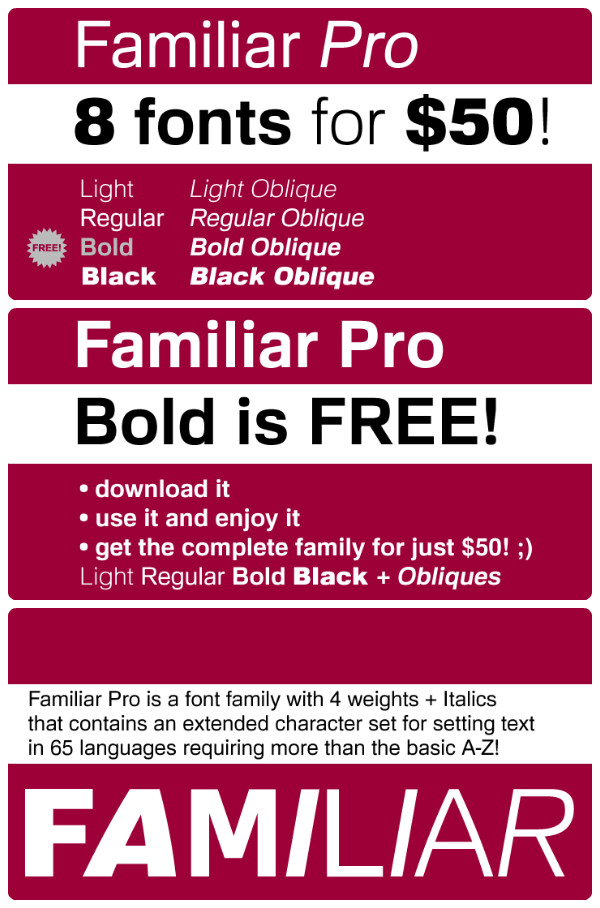 Familiar Pro
8 fonts for $50!
Light Light Oblique
Regular Regular Oblique
FREE! Bold Bold Oblique
Black Black Oblique
Familiar Pro
Bold is FREE!
• download it
• use it and enjoy it
• get the complete family for just $50! ;)
Light Regular Bold Black + Obliques
Familiar Pro is a font family with 4 weights + Italics
that contains an extended character set for setting text
in 65 languages requiring more than the basic A-Z!
FAMILIAR